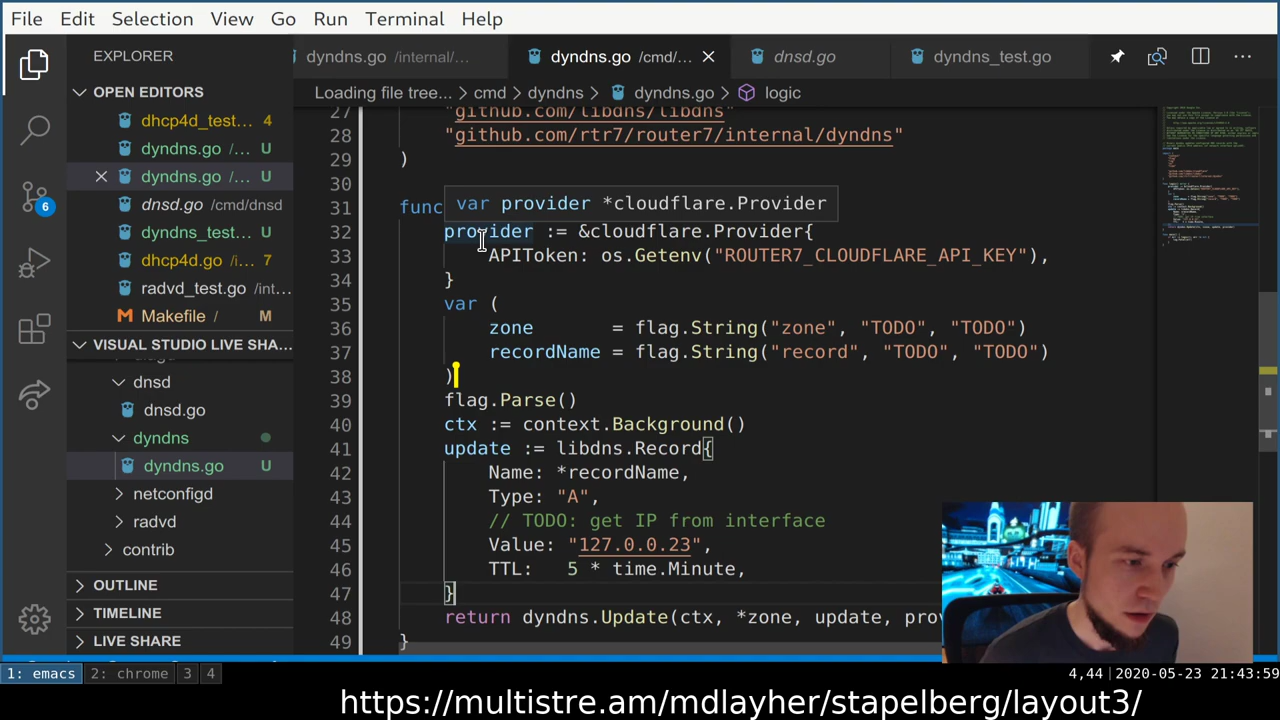 File Edit Selection View Go Run Terminal Help
EXPLORER
dyndns.go /internal/...
dyndns.go /cmd/...
dnsd.go
dyndns_test.go
OPEN EDITORS
dhcp4d_test... 4
dyndns.go /... U
dyndns.go /... U
dnsd.go /cmd/dnsd
dyndns_te... U
dhcp4d.go /i... 7
radvd_test.go /int...
Makefile / M
6
VISUAL STUDIO LIVE SHA...
dnsd
dnsd.go
dyndns
dyndns.go U
netconfigd
radvd
contrib
OUTLINE
TIMELINE
LIVE SHARE
Loading file tree... cmd dyndns dyndns.go logic
27 "github.com/libdns/libdns"
28 "github.com/rtr7/router7/internal/dyndns"
29 )
30
var provider *cloudflare.Provider
31 func
32 provider := &cloudflare.Provider{
33 APIToken: os.Getenv("ROUTER7_CLOUDFLARE_API_KEY"),
34 }
35 var (
36 zone = flag.String("zone", "TODO", "TODO")
37 recordName = flag.String("record", "TODO", "TODO")
38 )
39 flag.Parse()
40 ctx := context.Background()
41 update := libdns.Record{
42 Name: *recordName,
43 Type: "A",
44 // TODO: get IP from interface
45 Value: "127.0.0.23",
46 TTL: 5 * time.Minute,
47 }
48 return dyndns.Update(ctx, *zone, update, pro
49 }
1: emacs 2: chrome 3 4
4,44 2020-05-23 21:43:59
https://multistre.am/mdlayher/stapelberg/layout3/